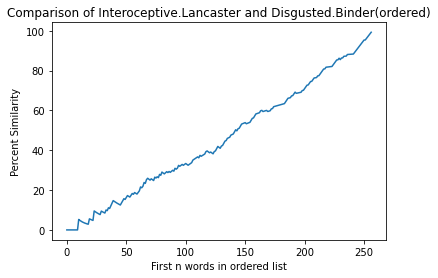 Comparison of Interoceptive.Lancaster and Disgusted.Binder(ordered)
100
80
60
40
20
0
Percent Similarity
0 50 100 150 200 250
First n words in ordered list